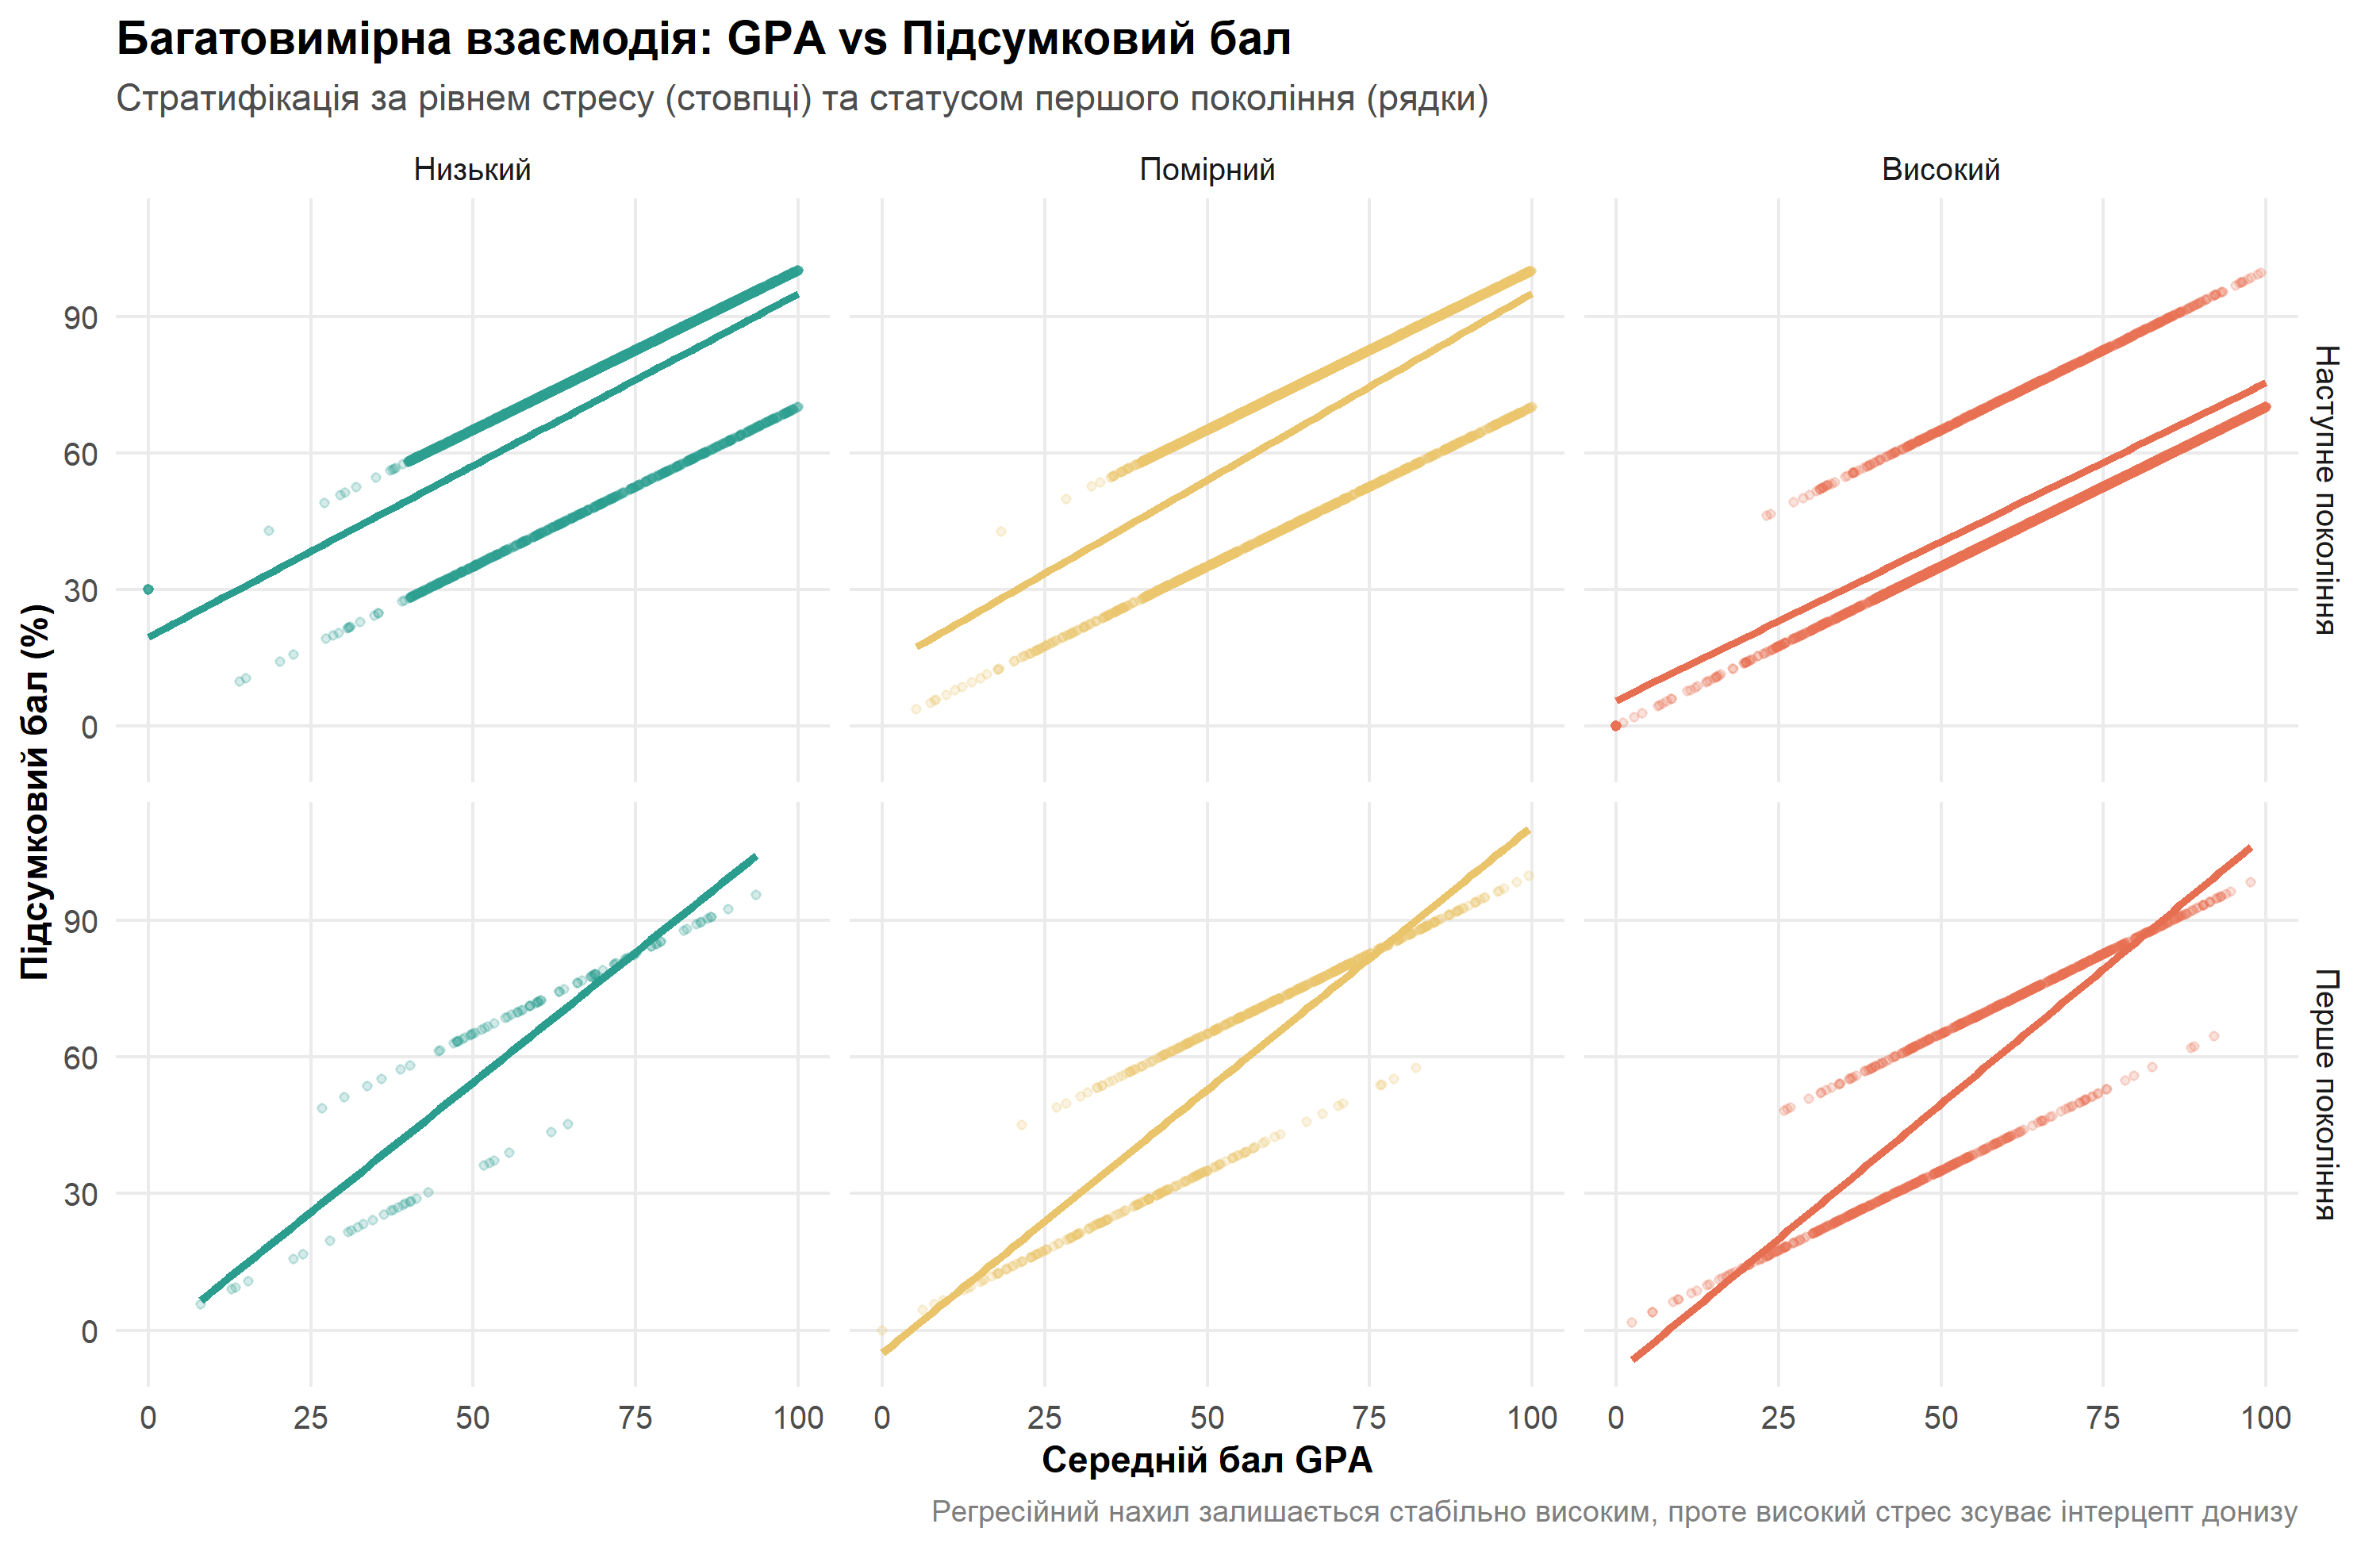 Багатовимірна взаємодія: GPA vs Підсумковий бал
Стратифікація за рівнем стресу (стовпці) та статусом першого покоління (рядки)
Низький
Помірний
Високий
Підсумковий бал (%)
90
60
30
0
Наступне покоління
90
60
30
0
Перше покоління
0 25 50 75 100
0 25 50 75 100
0 25 50 75 100
Середній бал GPA
Регресійний нахил залишається стабільно високим, проте високий стрес зсуває інтерцепт донизу